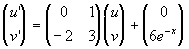 (u′ v′) = (0 1 −2 3)(u v) + (0 6e⁻ˣ)